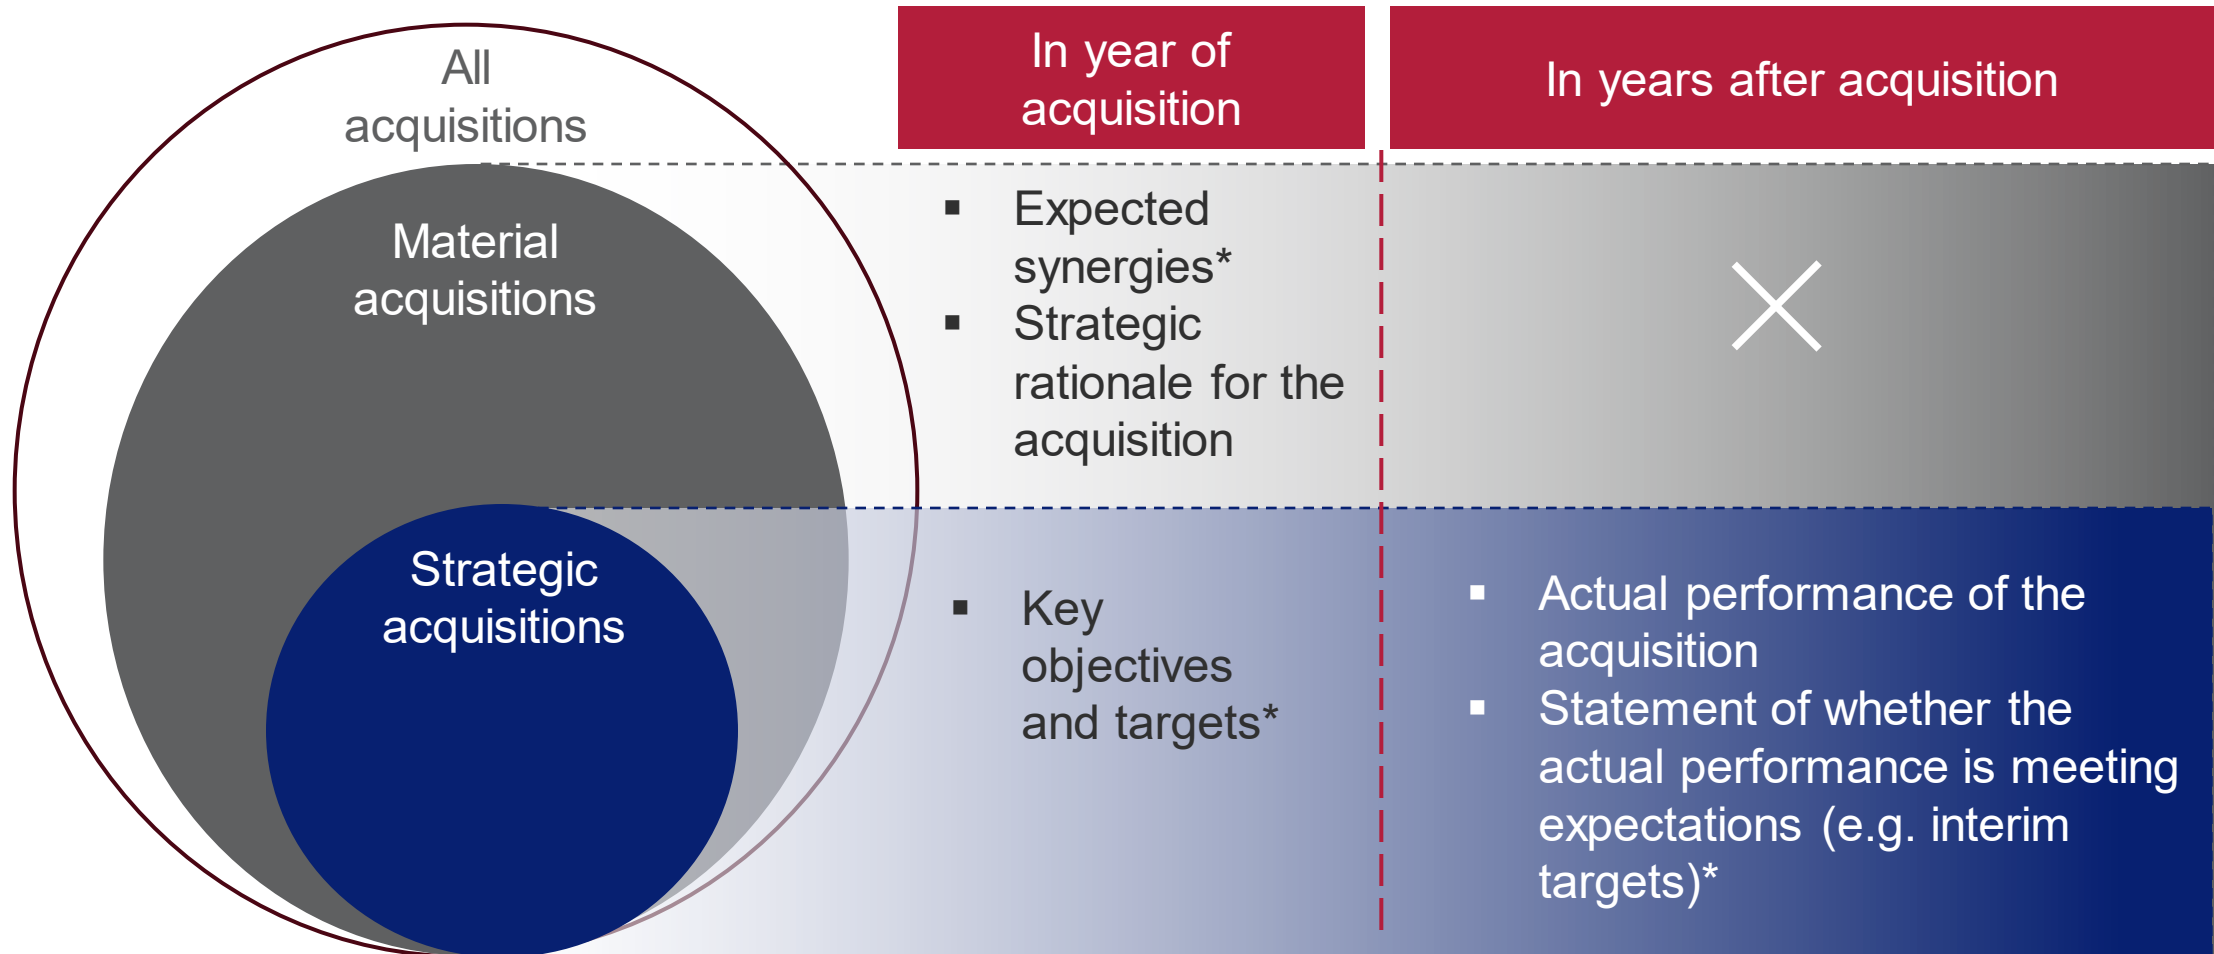 All
acquisitions
Material
acquisitions
Strategic
acquisitions
In year of
acquisition
In years after acquisition
▪ Expected
synergies*
▪ Strategic
rationale for the
acquisition
▪ Key
objectives
and targets*
▪ Actual performance of the
acquisition
▪ Statement of whether the
actual performance is meeting
expectations (e.g. interim
targets)*